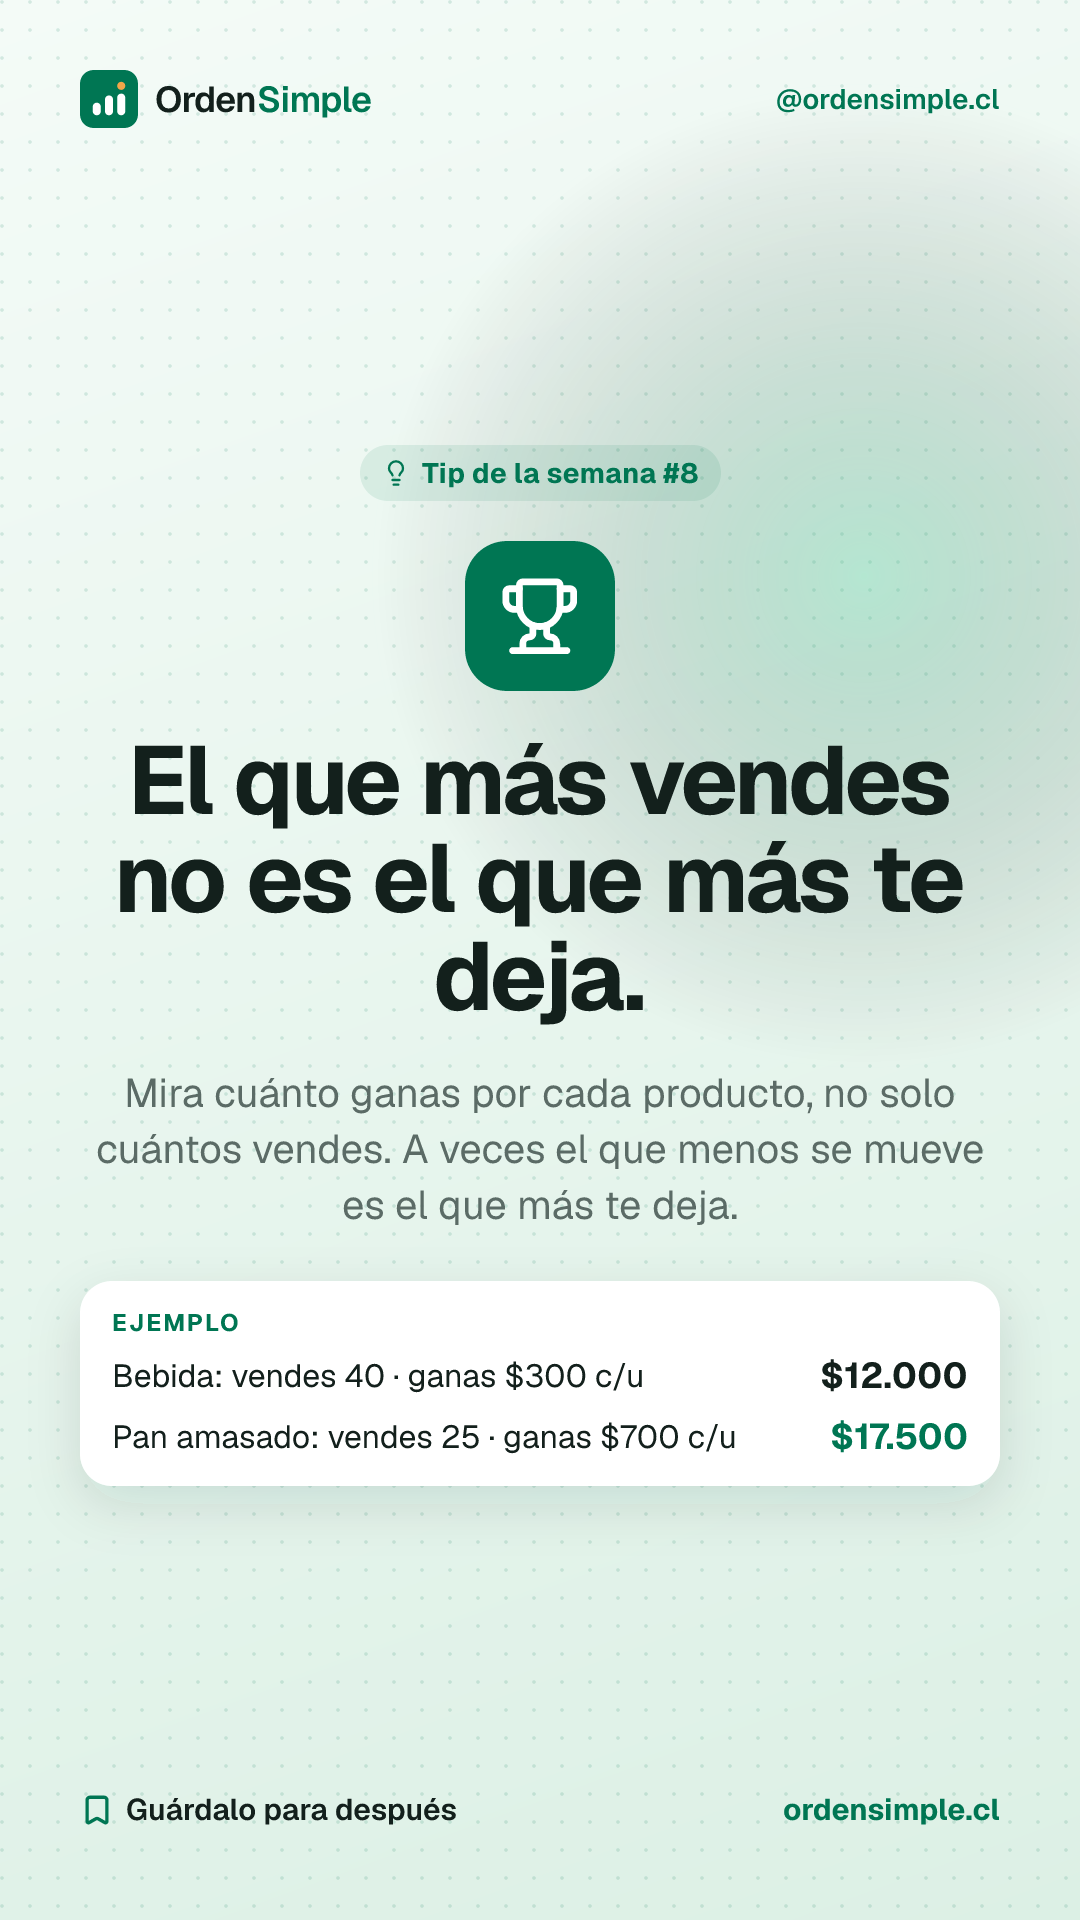 OrdenSimple
@ordensimple.cl
Tip de la semana #8
El que más vendes
no es el que más te
deja.
Mira cuánto ganas por cada producto, no solo
cuántos vendes. A veces el que menos se mueve
es el que más te deja.
EJEMPLO
Bebida: vendes 40 · ganas $300 c/u $12.000
Pan amasado: vendes 25 · ganas $700 c/u $17.500
Guárdalo para después
ordensimple.cl